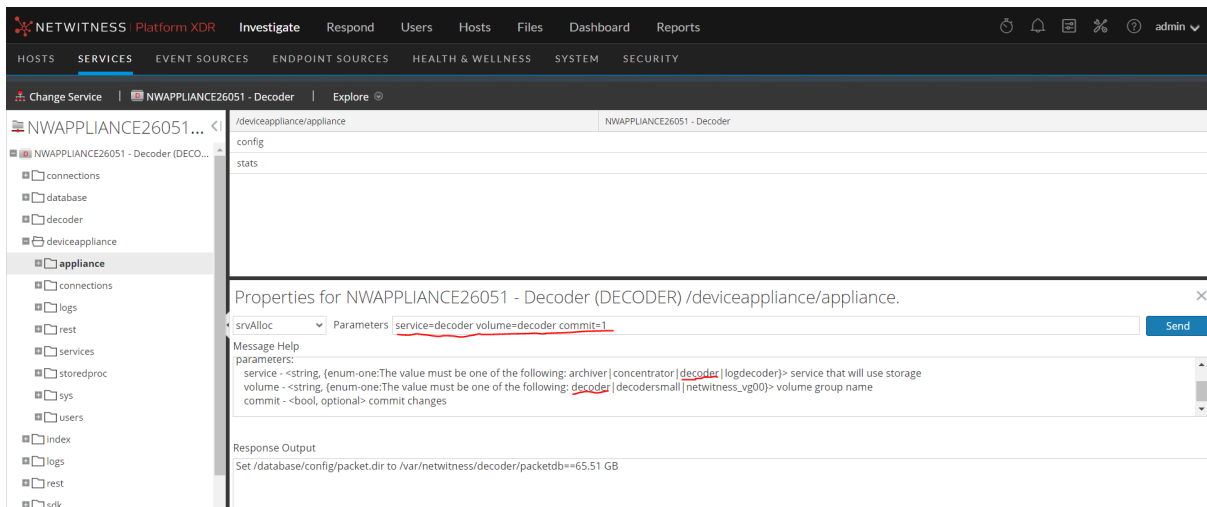 NETWITNESS Platform XDR Investigate Respond Users Hosts Files Dashboard Reports admin
HOSTS SERVICES EVENT SOURCES ENDPOINT SOURCES HEALTH & WELLNESS SYSTEM SECURITY
Change Service | NWAPPLIANCE26051 - Decoder | Explore
NWAPPLIANCE26051...
NWAPPLIANCE26051 - Decoder (DECO...
connections
database
decoder
deviceappliance
appliance
connections
logs
rest
services
storedproc
sys
users
index
logs
rest
sdk
/deviceappliance/appliance NWAPPLIANCE26051 - Decoder
config
stats
Properties for NWAPPLIANCE26051 - Decoder (DECODER) /deviceappliance/appliance.
srvAlloc Parameters service=decoder volume=decoder commit=1 Send
Message Help
parameters:
service - <string, {enum-one:The value must be one of the following: archiver|concentrator|decoder|logdecoder}> service that will use storage
volume - <string, {enum-one:The value must be one of the following: decoder|decodersmall|netwitness_vg00}> volume group name
commit - <bool, optional> commit changes
Response Output
Set /database/config/packet.dir to /var/netwitness/decoder/packetdb==65.51 GB